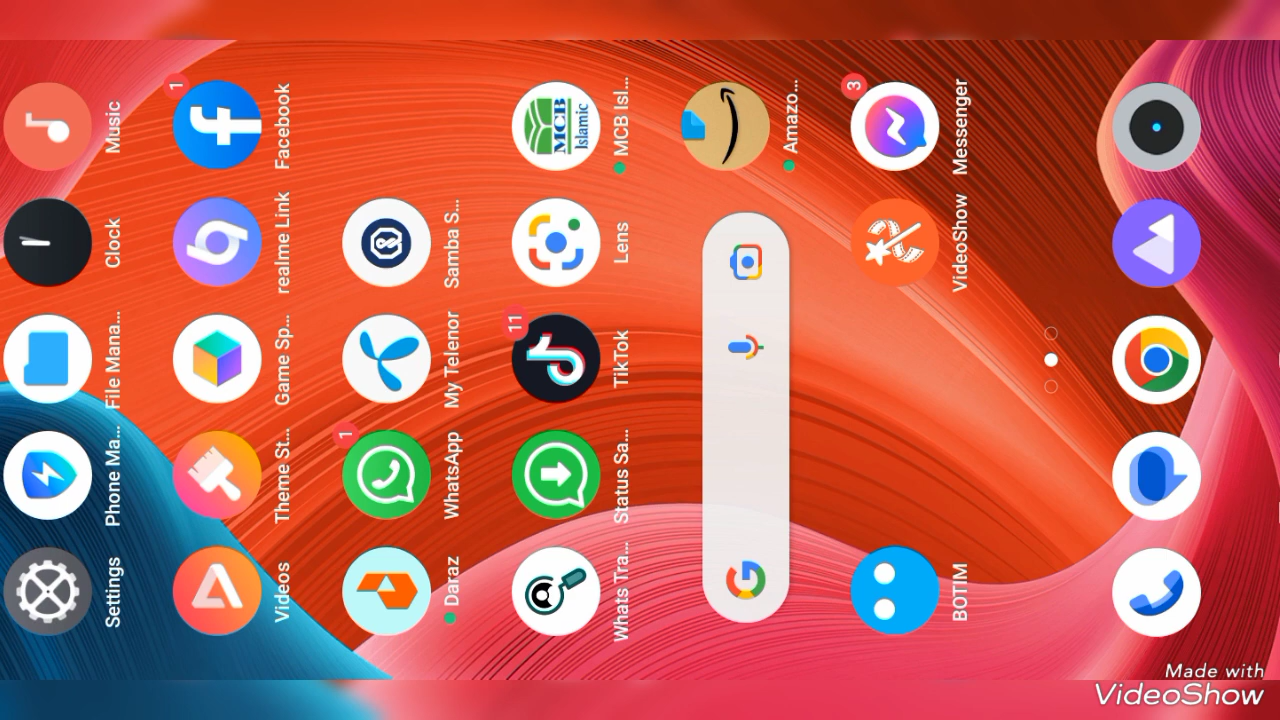 Settings
Phone Ma...
File Mana...
Clock
Music
Videos
Theme St...
Game Sp...
realme Link
1
Facebook
Daraz
1
WhatsApp
My Telenor
8
Samba S...
Whats Tra...
Status Sa...
11
TikTok
Lens
MCB
Islamic
MCB Isl...
Amazo...
BOTIM
VideoShow
3
Messenger
Made with
VideoShow